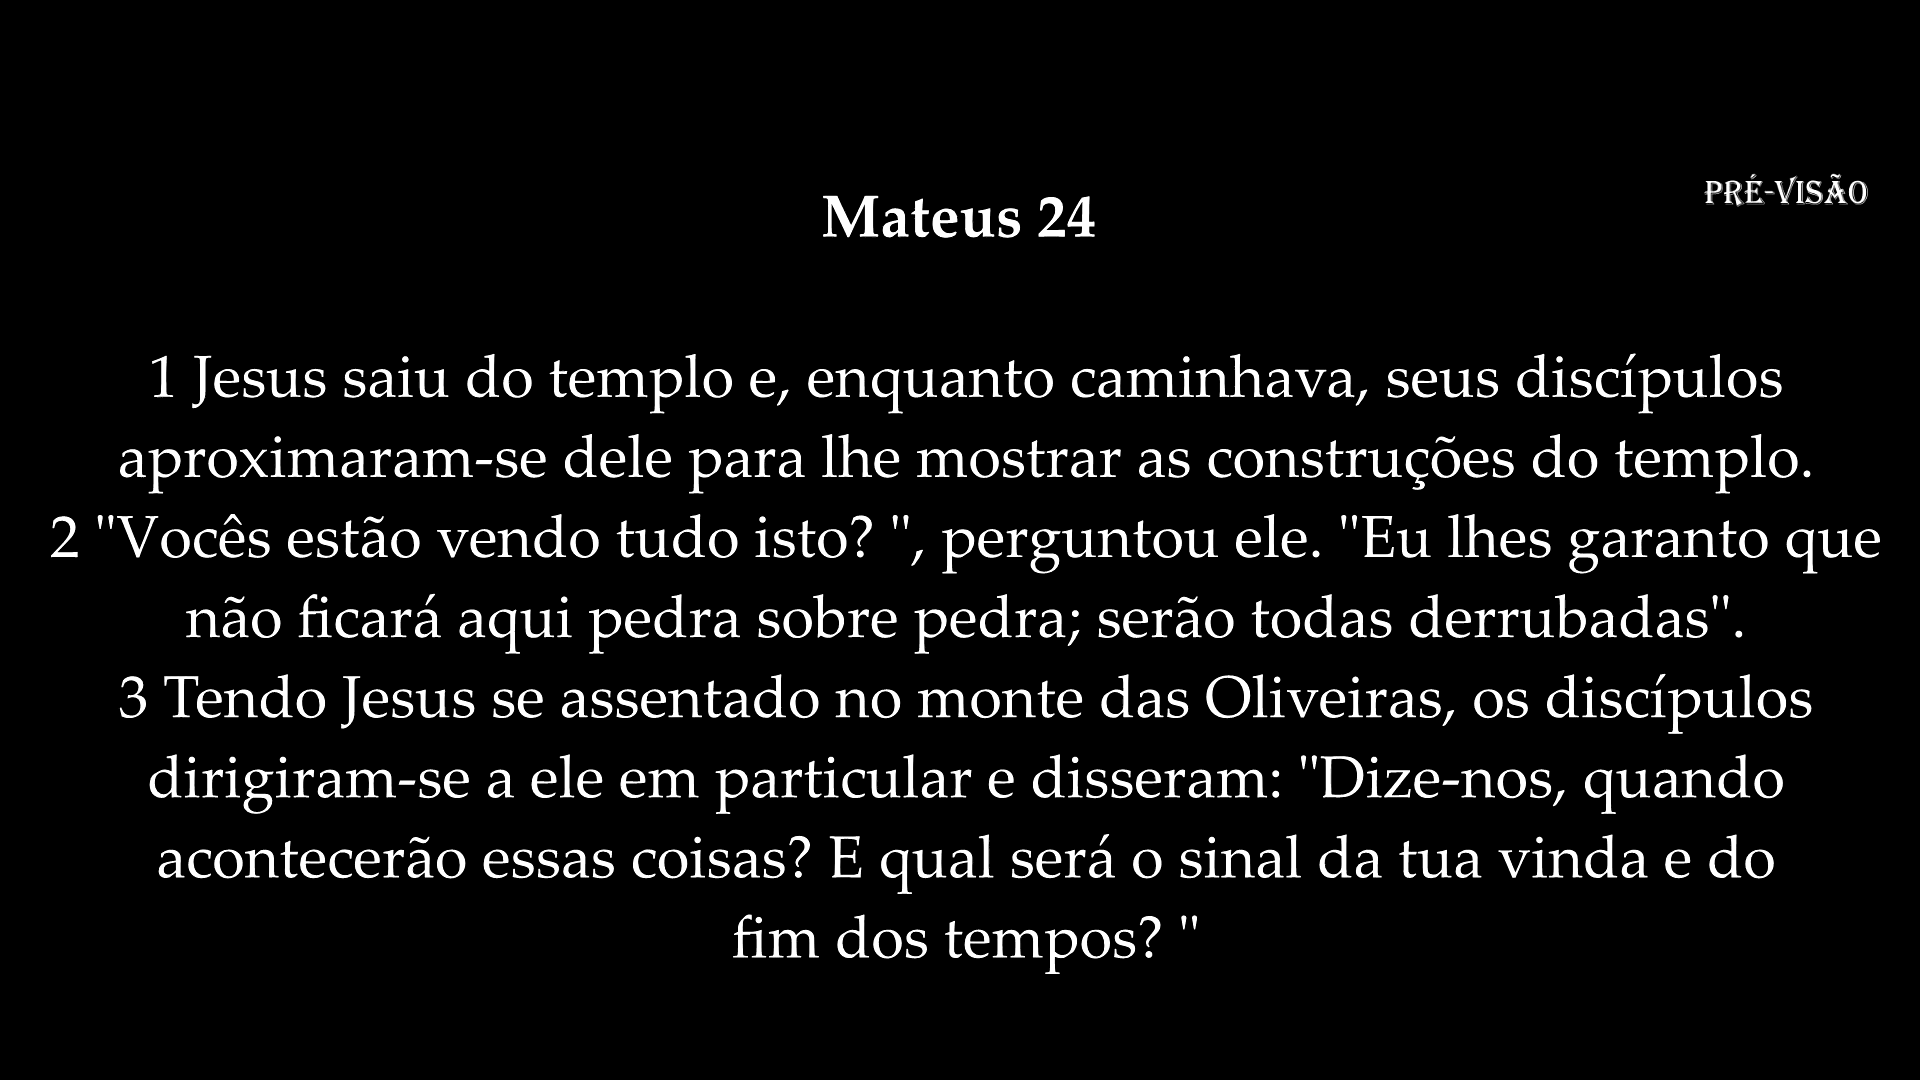 PRÉ-VISÃO
Mateus 24
1 Jesus saiu do templo e, enquanto caminhava, seus discípulos
aproximaram-se dele para lhe mostrar as construções do templo.
2 "Vocês estão vendo tudo isto? ", perguntou ele. "Eu lhes garanto que
não ficará aqui pedra sobre pedra; serão todas derrubadas".
3 Tendo Jesus se assentado no monte das Oliveiras, os discípulos
dirigiram-se a ele em particular e disseram: "Dize-nos, quando
acontecerão essas coisas? E qual será o sinal da tua vinda e do
fim dos tempos? "